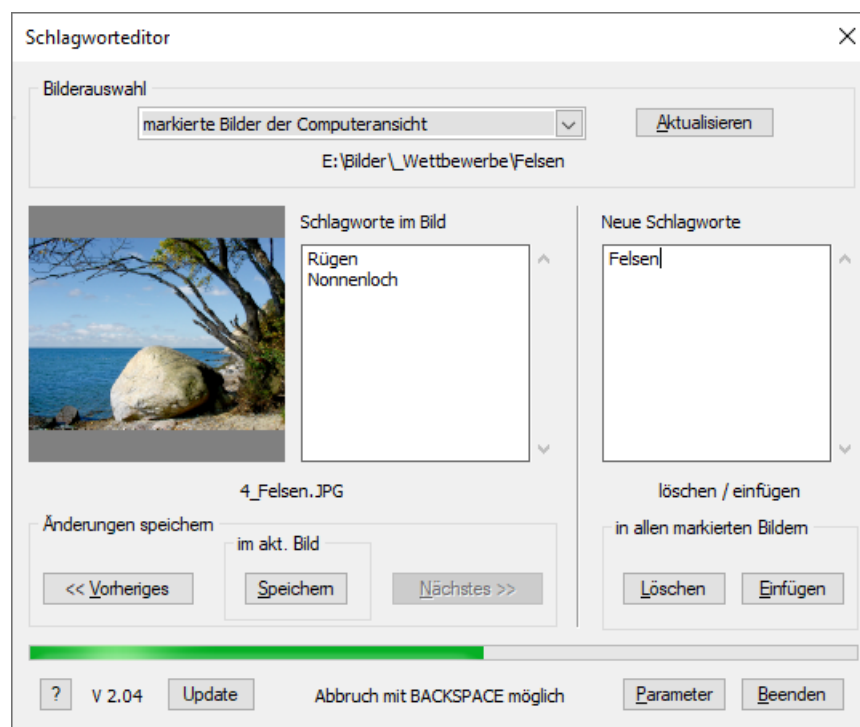 Schlagworteditor
Bilderauswahl
markierte Bilder der Computeransicht
Aktualisieren
E:\Bilder\_Wettbewerbe\Felsen
Schlagworte im Bild
Neue Schlagworte
Rügen
Nonnenloch
Felsen
4_Felsen.JPG
löschen / einfügen
Änderungen speichern
im akt. Bild
in allen markierten Bildern
<< Vorheriges
Speichern
Nächstes >>
Löschen
Einfügen
? V 2.04 Update Abbruch mit BACKSPACE möglich Parameter Beenden